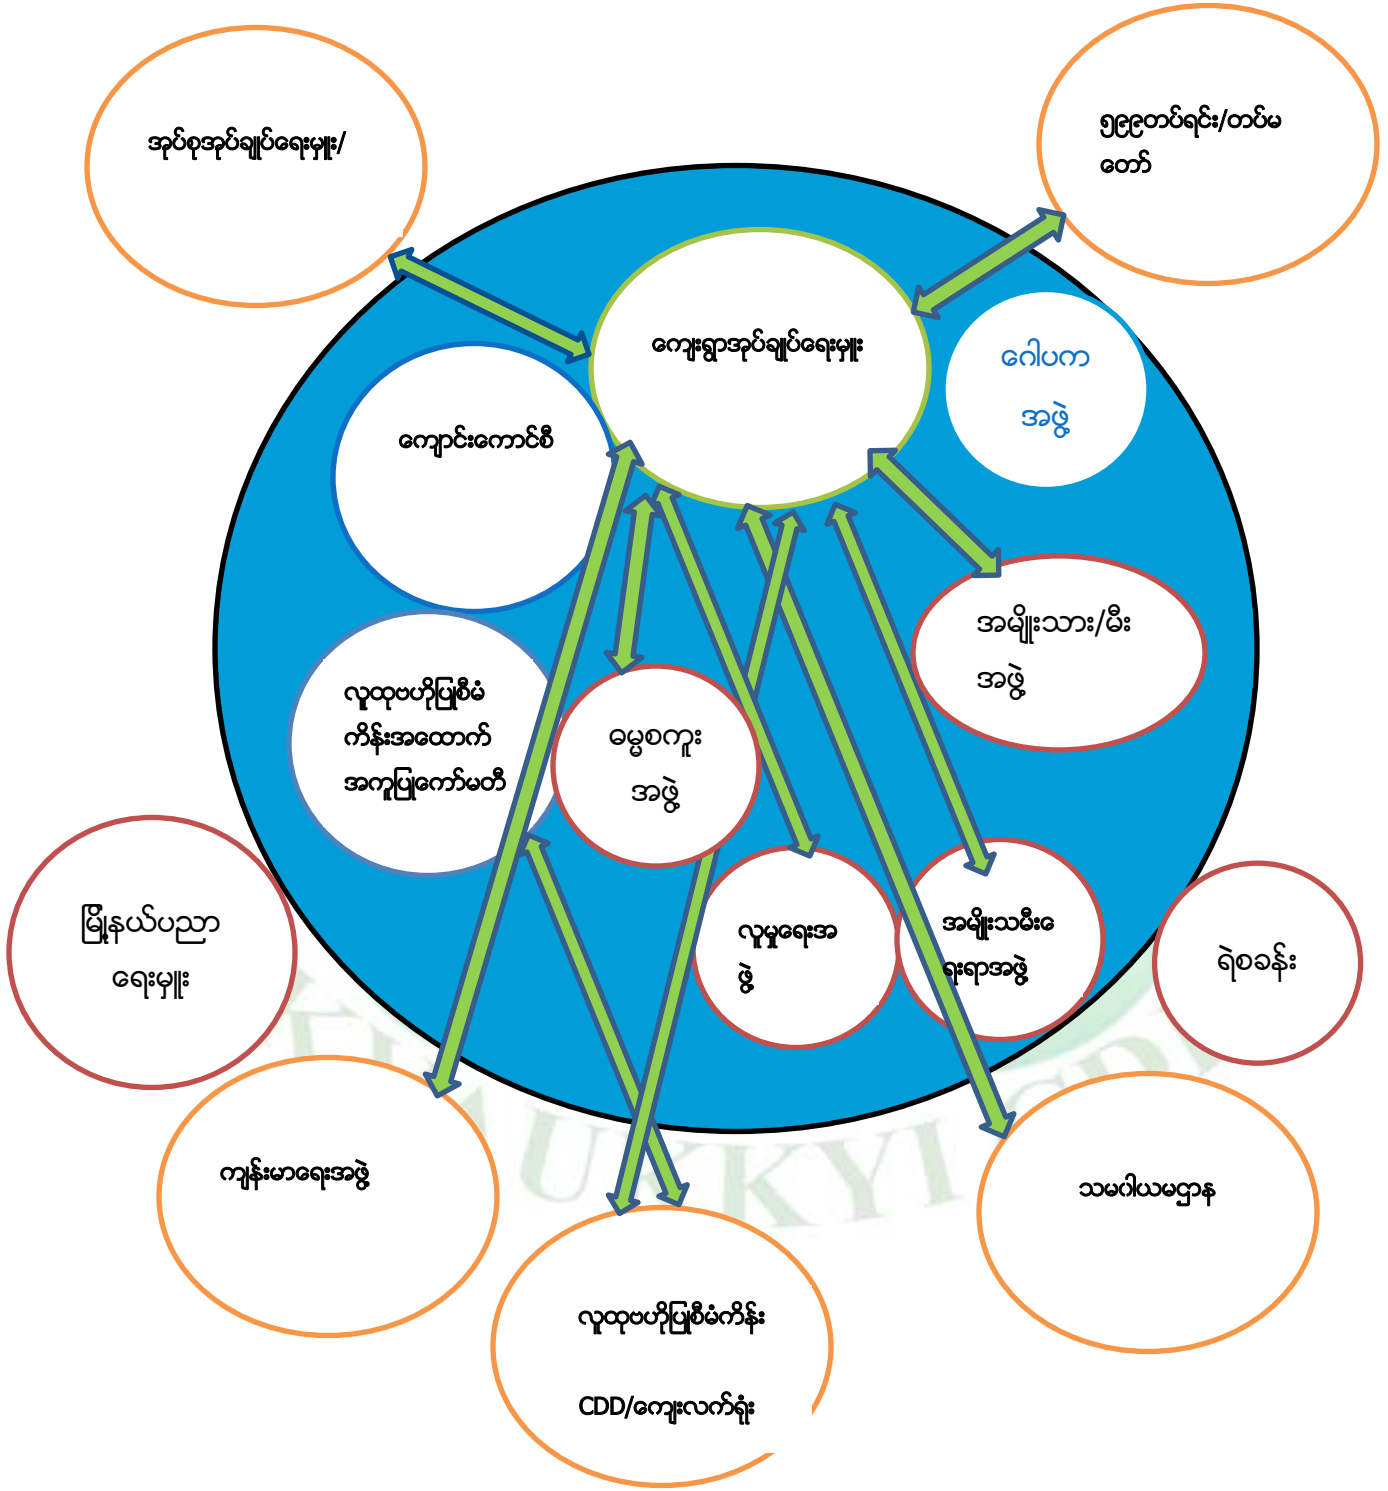 အုပ်စုအုပ်ချုပ်ရေးမှူး/
၅၉၉တပ်ရင်း/တပ်မ
တော်
ကျေးရွာအုပ်ချုပ်ရေးမှူး
ဂေါပက
အဖွဲ့
ကျောင်းကောင်စီ
အမျိုးသား/မီး
အဖွဲ့
လူထုဗဟိုပြုစီမံ
ကိန်းအထောက်
အကူပြုကော်မတီ
ဓမ္မစကူး
အဖွဲ့
မြို့နယ်ပညာ
ရေးမှူး
လူမှုရေးအ
ဖွဲ့
အမျိုးသမီးေ
ရးရာအဖွဲ့
ရဲစခန်း
ကျန်းမာရေးအဖွဲ့
သမဂါယမဌာန
လူထုဗဟိုပြုစီမံကိန်း
CDD/ကျေးလက်ရုံး